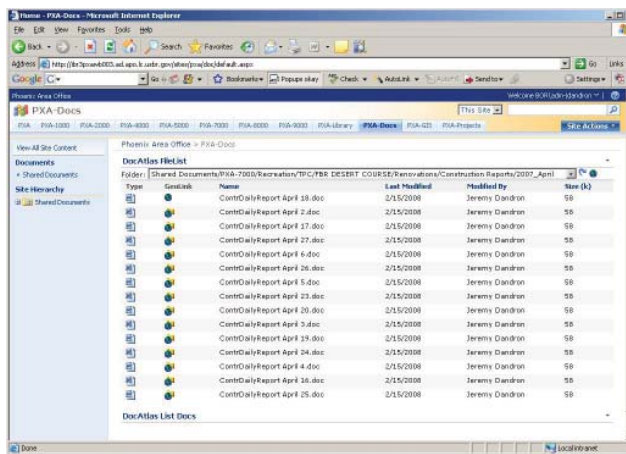 Home - PXA-Docs - Microsoft Internet Explorer
File Edit View Favorites Tools Help
Back Search Favorites
Address Go Links
Google Bookmarks Popups okay Check AutoLink AutoFill Send to Settings
Phoenix Area Office
PXA-Docs This Site
PXA PXA-1000 PXA-2000 PXA-4000 PXA-5000 PXA-7000 PXA-8000 PXA-9000 PXA-Library PXA-Docs PXA-GIS PXA-Projects Site Actions
View All Site Content
Phoenix Area Office > PXA-Docs
Documents
Shared Documents
Site Hierarchy
Shared Documents
DocAtlas FileList
Folder: Shared Documents/PXA-7000/Recreation/TPC/FBR DESERT COURSE/Renovations/Construction Reports/2007_April
Type GeoLink Name Last Modified Modified By Size (k)
ContrDailyReport April 18.doc 2/15/2008 Jeremy Dandron 58
ContrDailyReport April 2.doc 2/15/2008 Jeremy Dandron 58
ContrDailyReport April 17.doc 2/15/2008 Jeremy Dandron 58
ContrDailyReport April 27.doc 2/15/2008 Jeremy Dandron 58
ContrDailyReport April 6.doc 2/15/2008 Jeremy Dandron 58
ContrDailyReport April 26.doc 2/15/2008 Jeremy Dandron 58
ContrDailyReport April 5.doc 2/15/2008 Jeremy Dandron 58
ContrDailyReport April 23.doc 2/15/2008 Jeremy Dandron 58
ContrDailyReport April 20.doc 2/15/2008 Jeremy Dandron 58
ContrDailyReport April 3.doc 2/15/2008 Jeremy Dandron 58
ContrDailyReport April 19.doc 2/15/2008 Jeremy Dandron 58
ContrDailyReport April 24.doc 2/15/2008 Jeremy Dandron 58
ContrDailyReport April 4.doc 2/15/2008 Jeremy Dandron 58
ContrDailyReport April 16.doc 2/15/2008 Jeremy Dandron 58
ContrDailyReport April 25.doc 2/15/2008 Jeremy Dandron 58
DocAtlas List Docs
Done Local intranet